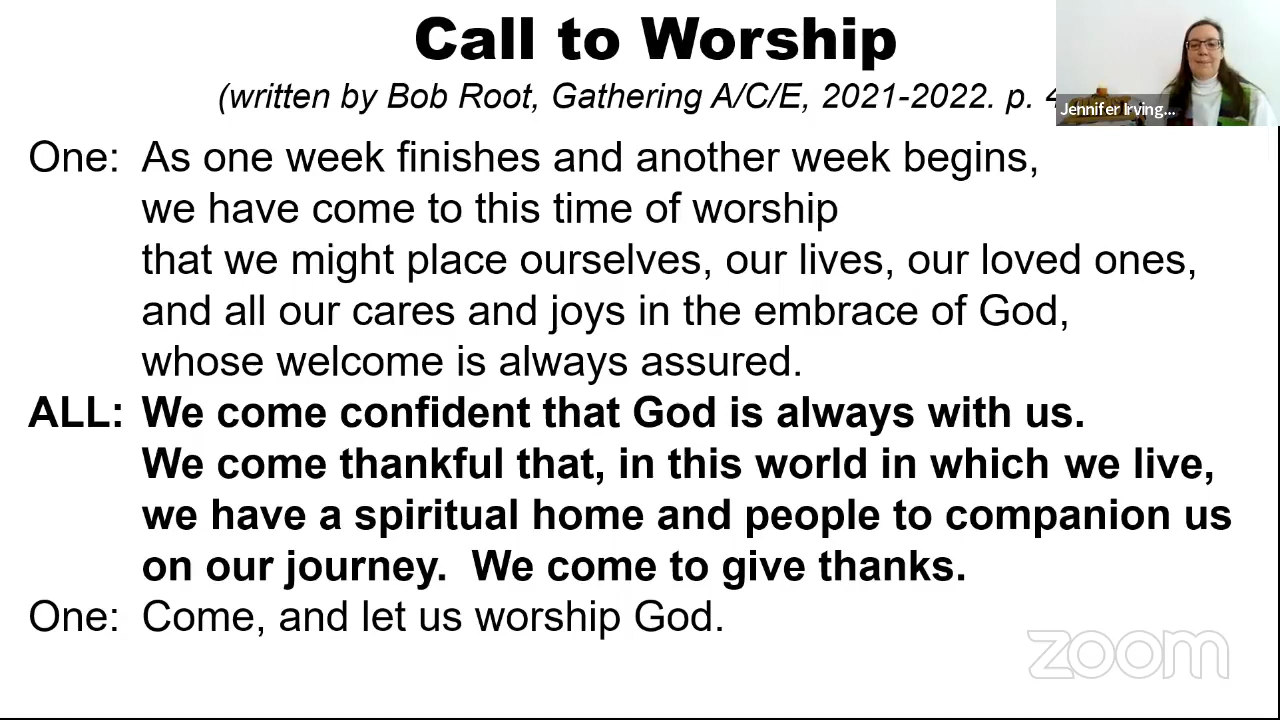 Call to Worship
(written by Bob Root, Gathering A/C/E, 2021-2022. p. 4
Jennifer Irving...
One: As one week finishes and another week begins,
we have come to this time of worship
that we might place ourselves, our lives, our loved ones,
and all our cares and joys in the embrace of God,
whose welcome is always assured.
ALL: We come confident that God is always with us.
We come thankful that, in this world in which we live,
we have a spiritual home and people to companion us
on our journey.  We come to give thanks.
One: Come, and let us worship God.
zoom